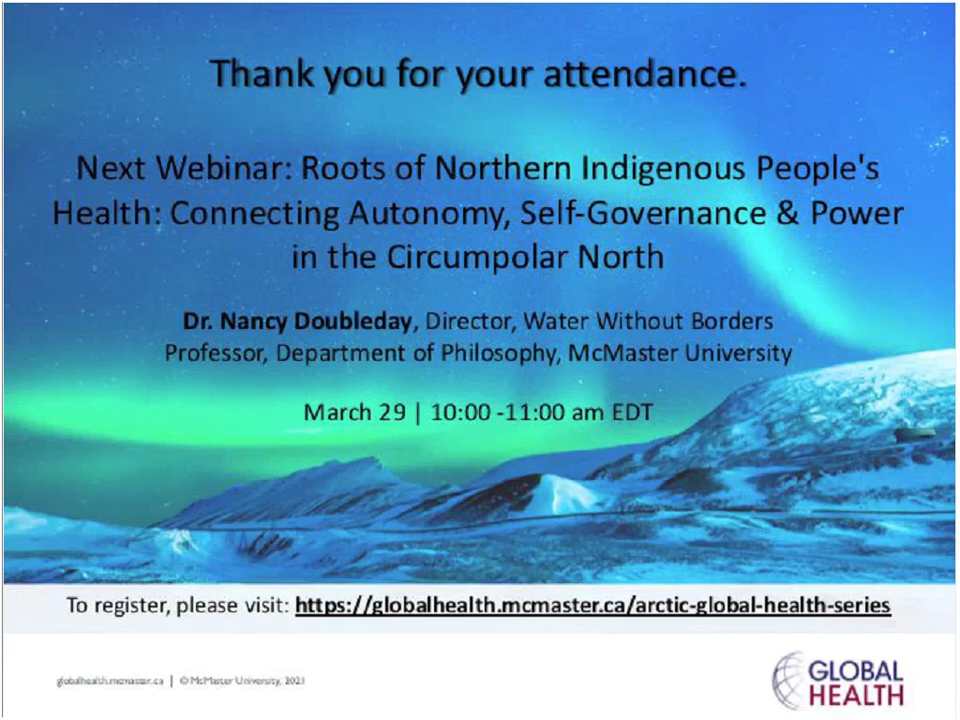 Thank you for your attendance.
Next Webinar: Roots of Northern Indigenous People's
Health: Connecting Autonomy, Self-Governance & Power
in the Circumpolar North
Dr. Nancy Doubleday, Director, Water Without Borders
Professor, Department of Philosophy, McMaster University
March 29 | 10:00 -11:00 am EDT
To register, please visit: https://globalhealth.mcmaster.ca/arctic-global-health-series
globalhealth.mcmaster.ca | © McMaster University, 2021
GLOBAL
HEALTH